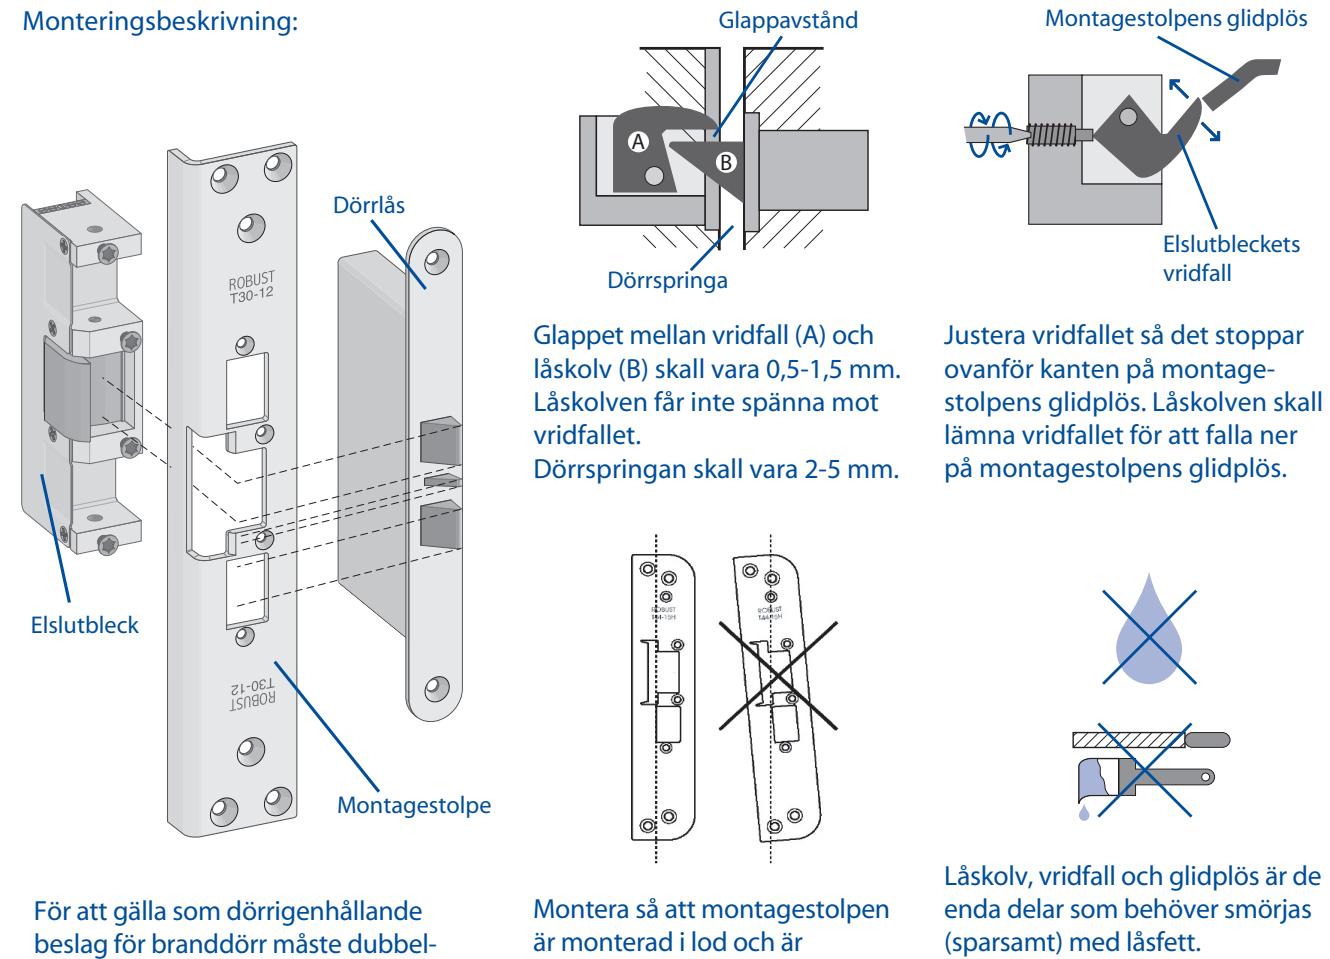 Monteringsbeskrivning:
Dörrlås
ROBUST
T30-12
Elslutbleck
ROBUST
T30-12
Montagestolpe
För att gälla som dörrigenhållande
beslag för branddörr måste dubbel-
Glappavstånd
A
B
Dörrspringa
Glappet mellan vridfall (A) och
låskolv (B) skall vara 0,5-1,5 mm.
Låskolven får inte spänna mot
vridfallet.
Dörrspringan skall vara 2-5 mm.
ROBUST
T44-15H
ROBUST
T44-15H
Montera så att montagestolpen
är monterad i lod och är
Montagestolpens glidplös
Elslutbleckets
vridfall
Justera vridfallet så det stoppar
ovanför kanten på montage-
stolpens glidplös. Låskolven skall
lämna vridfallet för att falla ner
på montagestolpens glidplös.
Låskolv, vridfall och glidplös är de
enda delar som behöver smörjas
(sparsamt) med låsfett.